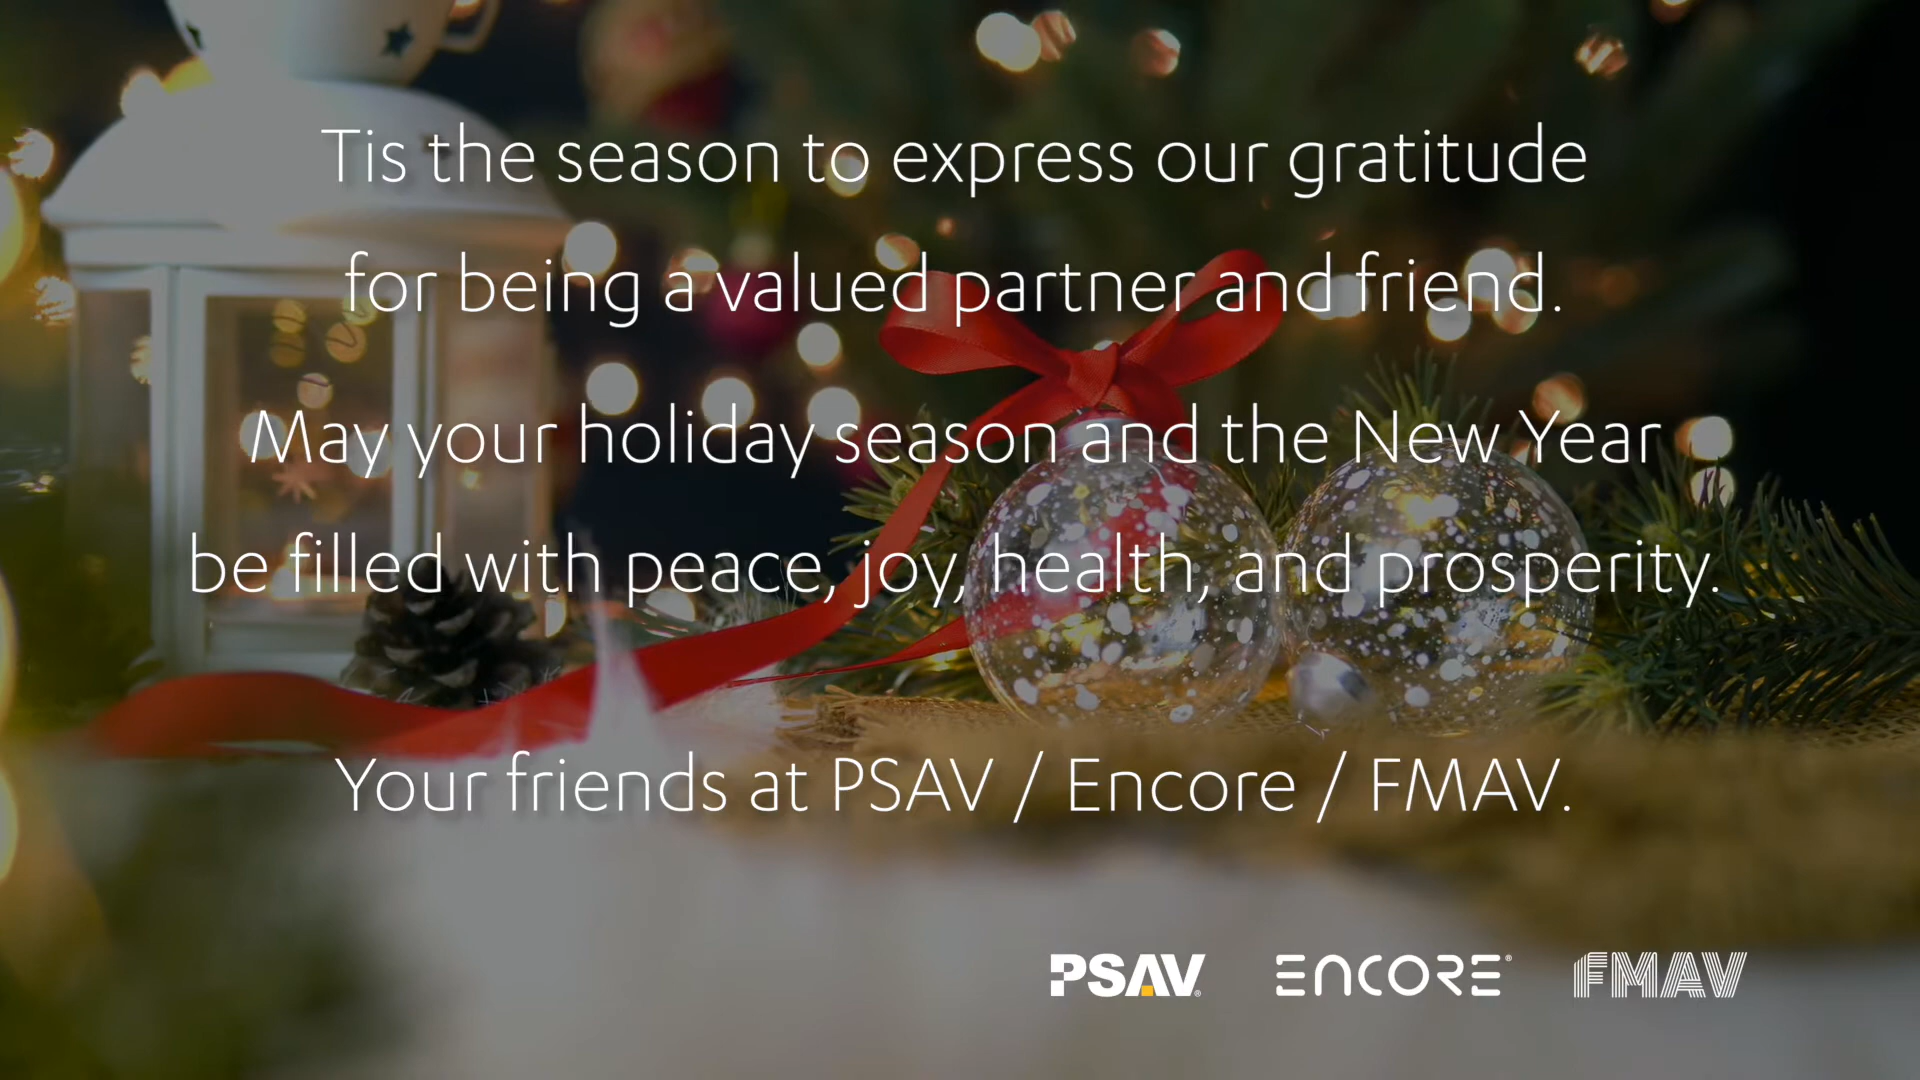 Tis the season to express our gratitude
for being a valued partner and friend.
May your holiday season and the New Year
be filled with peace, joy, health, and prosperity.
Your friends at PSAV / Encore / FMAV.
PSAV® ENCORE® FMAV